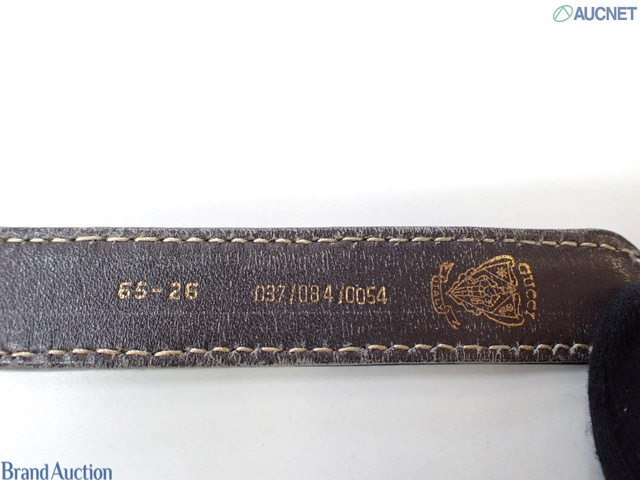 AUCNET
65-26
037/084/0054
GUCCI
Brand Auction